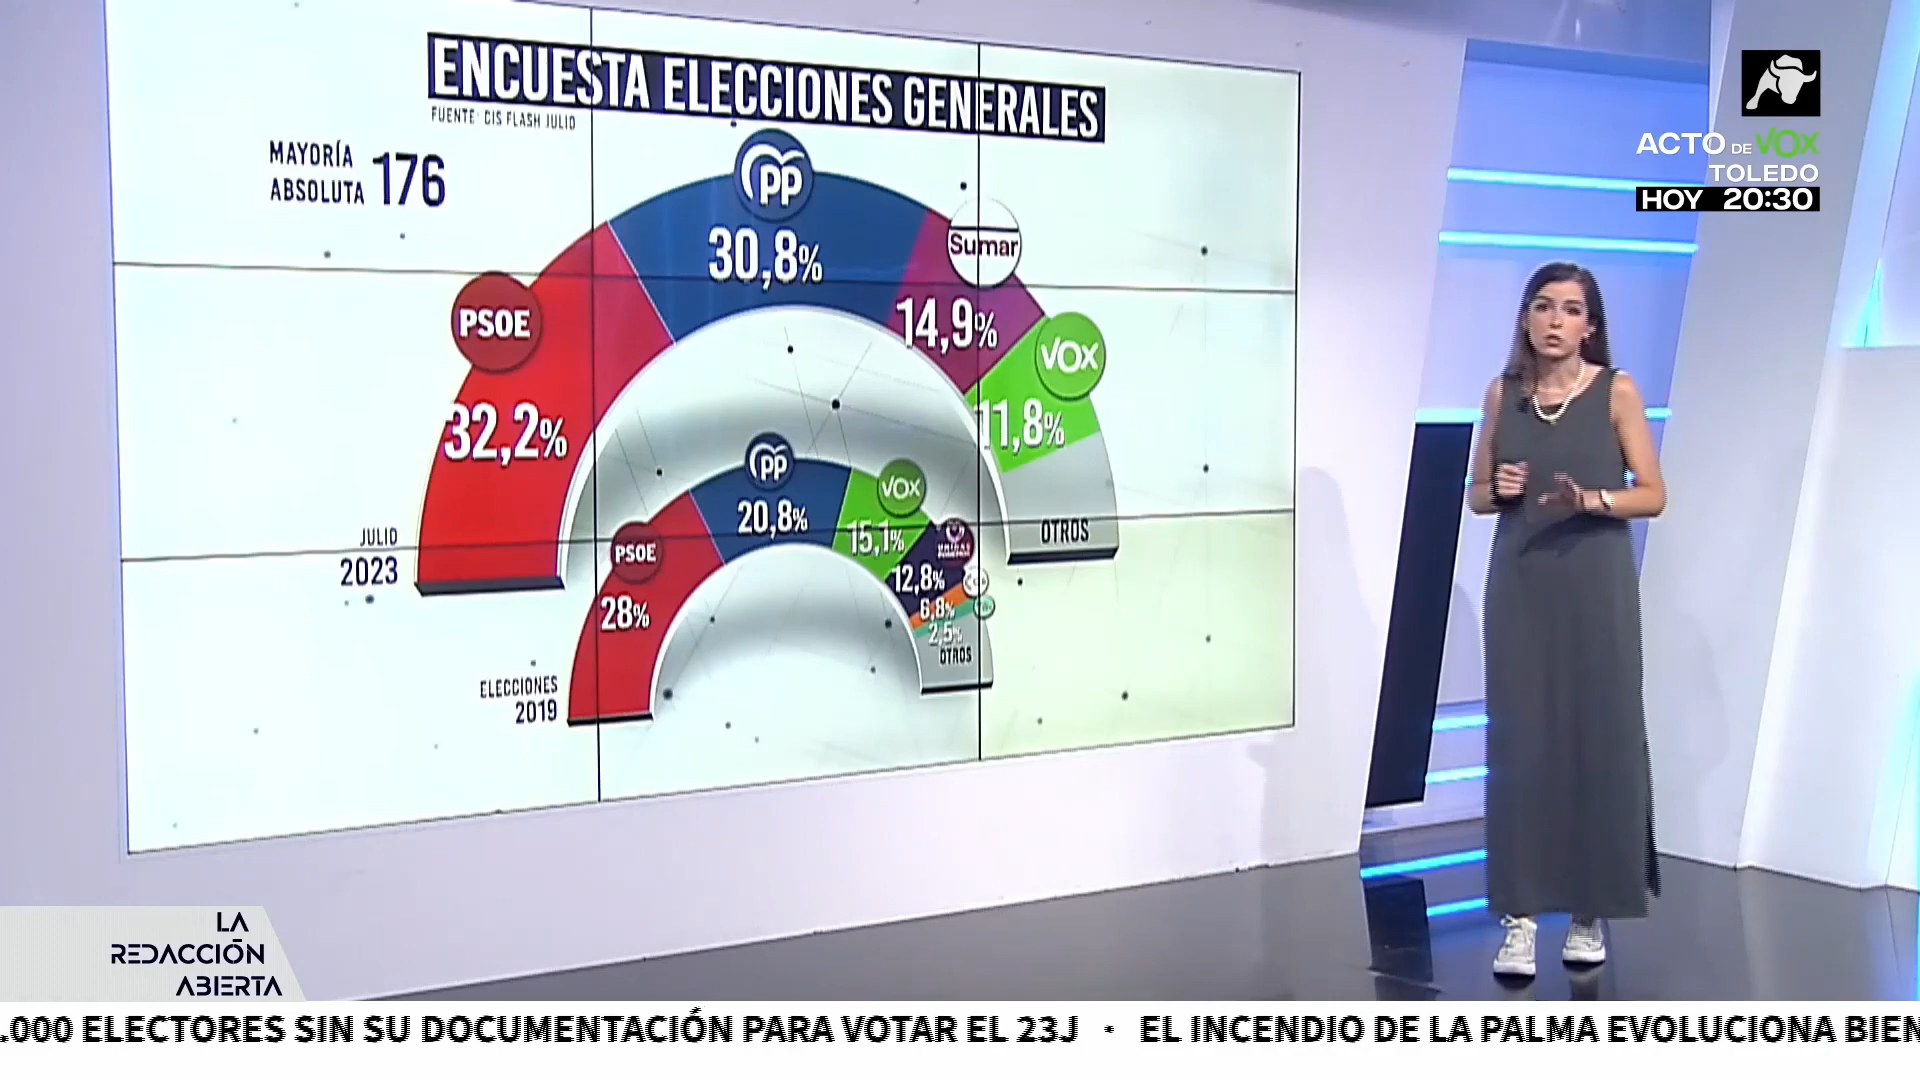 ENCUESTA ELECCIONES GENERALES
FUENTE: CIS FLASH JULIO
MAYORÍA
ABSOLUTA 176
PP
30,8%
Sumar
14,9%
PSOE
32,2%
VOX
11,8%
OTROS
JULIO
2023
PP
20,8%
VOX
15,1%
PSOE
28%
12,8%
6,8%
2,5%
OTROS
ELECCIONES
2019
ACTO DE VOX
TOLEDO
HOY 20:30
LA
REDACCIÓN
ABIERTA
.000 ELECTORES SIN SU DOCUMENTACIÓN PARA VOTAR EL 23J · EL INCENDIO DE LA PALMA EVOLUCIONA BIEN